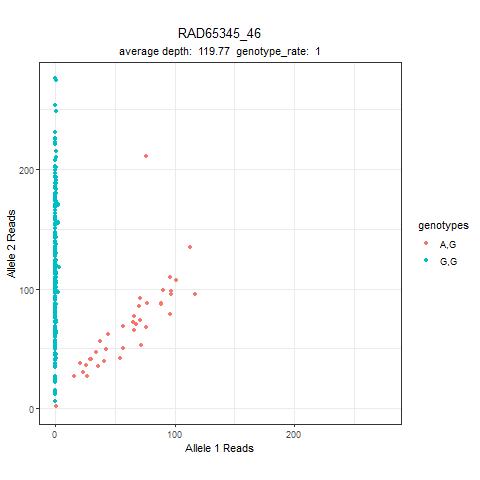 RAD65345_46
average depth:  119.77  genotype_rate:  1
Allele 2 Reads
200
100
0
0
100
200
Allele 1 Reads
genotypes
A,G
G,G